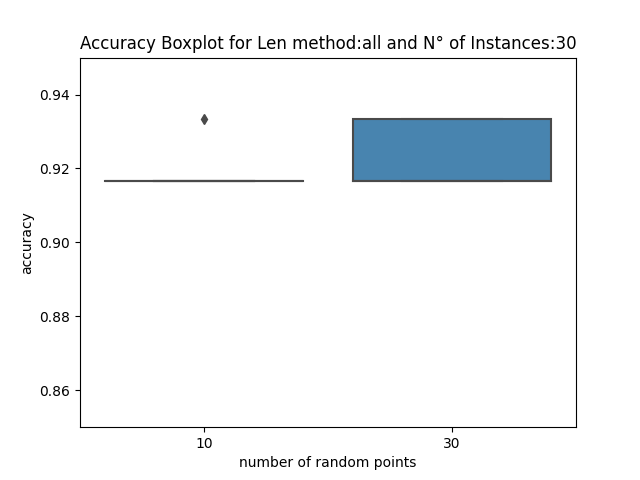 Accuracy Boxplot for Len method:all and N° of Instances:30
0.94
0.92
0.90
0.88
0.86
accuracy
10 30
number of random points